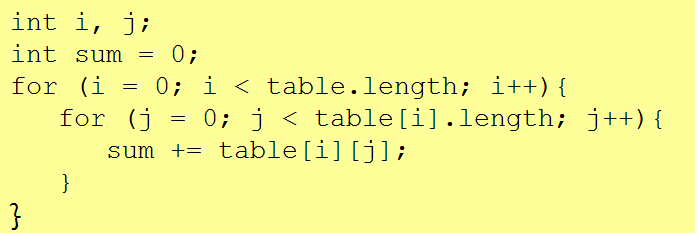 int i, j;
int sum = 0;
for (i = 0; i < table.length; i++){
   for (j = 0; j < table[i].length; j++){
      sum += table[i][j];
   }
}